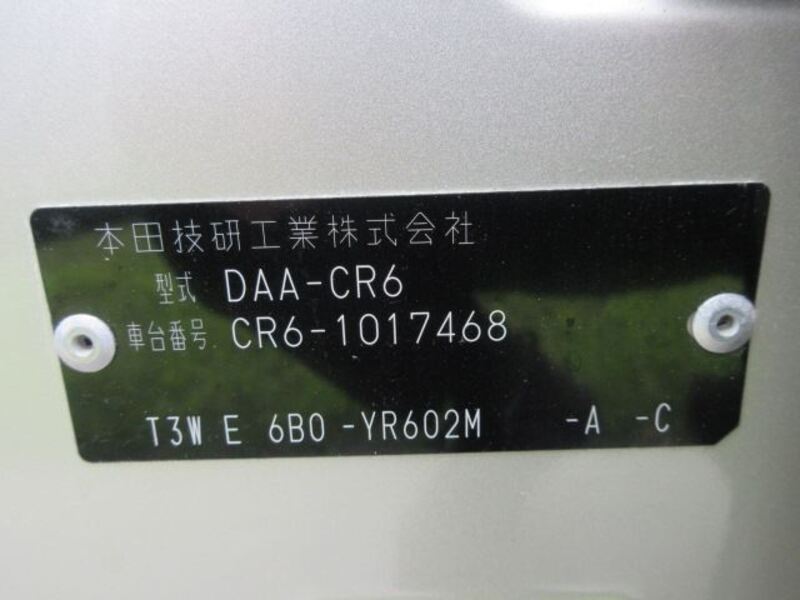 本田技研工業株式会社
型式 DAA-CR6
車台番号 CR6-1017468
T3W E 6B0 -YR602M -A -C